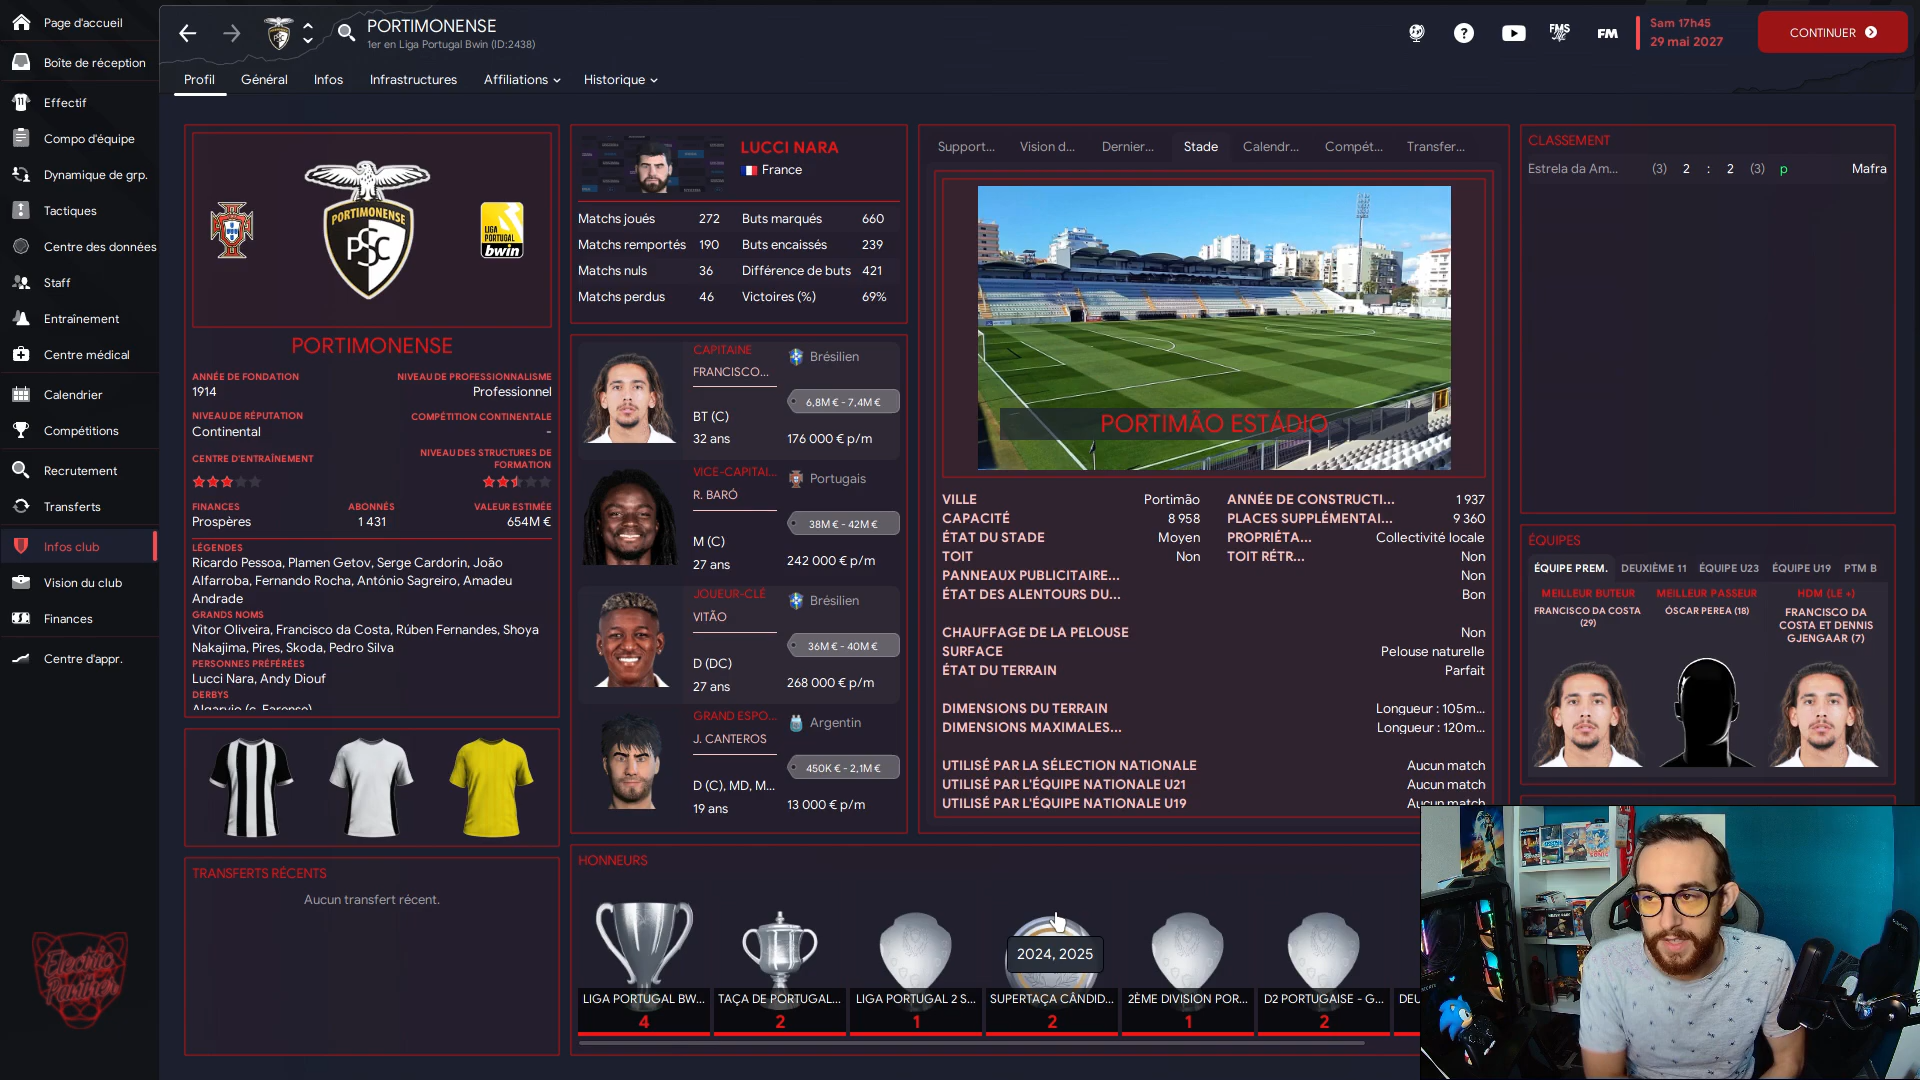 Page d'accueil
Boîte de réception
Effectif
Compo d'équipe
Dynamique de grp.
Tactiques
Centre des données
Staff
Entraînement
Centre médical
Calendrier
Compétitions
Recrutement
Transferts
Infos club
Vision du club
Finances
Centre d'appr.
Electric Panther
PORTIMONENSE
1er en Liga Portugal Bwin (ID:2438)
FMS
FM
Sam 17h45
29 mai 2027
CONTINUER
Profil
Général
Infos
Infrastructures
Affiliations
Historique
PORTIMONENSE
PSC
LIGA PORTUGAL bwin
PORTIMONENSE
ANNÉE DE FONDATION
NIVEAU DE PROFESSIONNALISME
1914
Professionnel
NIVEAU DE RÉPUTATION
COMPÉTITION CONTINENTALE
Continental
-
CENTRE D'ENTRAÎNEMENT
NIVEAU DES STRUCTURES DE FORMATION
FINANCES
ABONNÉS
VALEUR ESTIMÉE
Prospères
1 431
654M €
LÉGENDES
Ricardo Pessoa, Plamen Getov, Serge Cardorin, João
Alfarroba, Fernando Rocha, António Sagreiro, Amadeu
Andrade
GRANDS NOMS
Vitor Oliveira, Francisco da Costa, Rúben Fernandes, Shoya
Nakajima, Pires, Skoda, Pedro Silva
PERSONNES PRÉFÉRÉES
Lucci Nara, Andy Diouf
DERBYS
Algarvio (c. Farense)
TRANSFERTS RÉCENTS
Aucun transfert récent.
LUCCI NARA
France
Matchs joués 272 Buts marqués 660
Matchs remportés 190 Buts encaissés 239
Matchs nuls 36 Différence de buts 421
Matchs perdus 46 Victoires (%) 69%
CAPITAINE
Brésilien
FRANCISCO...
6,8M € - 7,4M €
BT (C)
32 ans
176 000 € p/m
VICE-CAPITAI...
Portugais
R. BARÓ
38M € - 42M €
M (C)
27 ans
242 000 € p/m
JOUEUR-CLÉ
Brésilien
VITÃO
36M € - 40M €
D (DC)
27 ans
268 000 € p/m
GRAND ESPO...
Argentin
J. CANTEROS
450K € - 2,1M €
D (C), MD, M...
19 ans
13 000 € p/m
Support...
Vision d...
Dernier...
Stade
Calendr...
Compét...
Transfer...
PORTIMÃO ESTÁDIO
VILLE Portimão ANNÉE DE CONSTRUCTI... 1 937
CAPACITÉ 8 958 PLACES SUPPLÉMENTAI... 9 360
ÉTAT DU STADE Moyen PROPRIÉTA... Collectivité locale
TOIT Non TOIT RÉTR... Non
PANNEAUX PUBLICITAIRE... Non
ÉTAT DES ALENTOURS DU... Bon
CHAUFFAGE DE LA PELOUSE Non
SURFACE Pelouse naturelle
ÉTAT DU TERRAIN Parfait
DIMENSIONS DU TERRAIN Longueur : 105m...
DIMENSIONS MAXIMALES... Longueur : 120m...
UTILISÉ PAR LA SÉLECTION NATIONALE Aucun match
UTILISÉ PAR L'ÉQUIPE NATIONALE U21 Aucun match
UTILISÉ PAR L'ÉQUIPE NATIONALE U19 Aucun match
HONNEURS
2024, 2025
LIGA PORTUGAL BW...
4
TAÇA DE PORTUGAL...
2
LIGA PORTUGAL 2 S...
1
SUPERTAÇA CÂNDID...
2
2ÈME DIVISION POR...
1
D2 PORTUGAISE - G...
2
DEU
CLASSEMENT
Estrela da Am... (3) 2 : 2 (3) p Mafra
ÉQUIPES
ÉQUIPE PREM.
DEUXIÈME 11
ÉQUIPE U23
ÉQUIPE U19
PTM B
MEILLEUR BUTEUR
FRANCISCO DA COSTA
(29)
MEILLEUR PASSEUR
ÓSCAR PEREA (18)
HDM (LE +)
FRANCISCO DA
COSTA ET DENNIS
GJENGAAR (7)